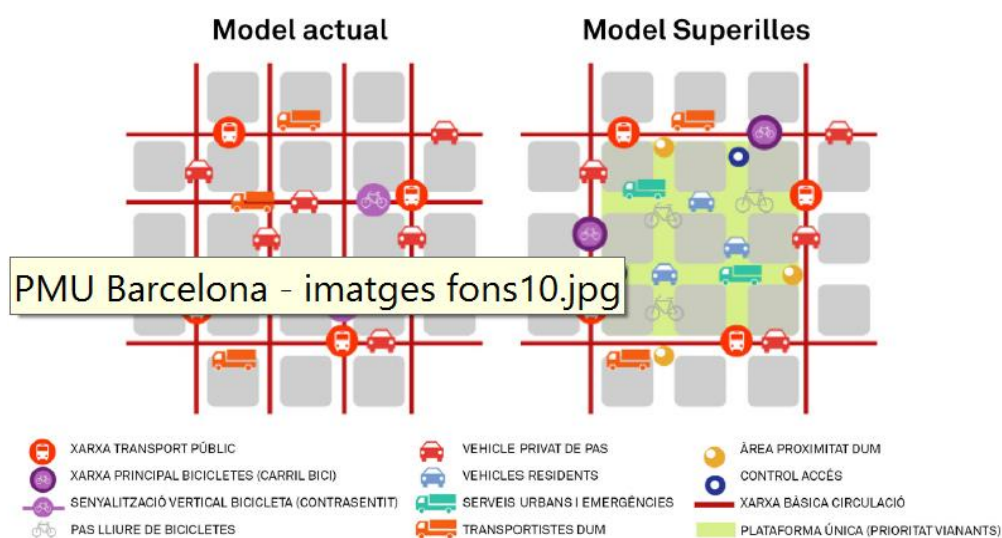 Model actual
Model Superilles
PMU Barcelona - imatges fons10.jpg
XARXA TRANSPORT PÚBLIC
XARXA PRINCIPAL BICICLETES (CARRIL BICI)
SENYALITZACIÓ VERTICAL BICICLETA (CONTRASENTIT)
PAS LLIURE DE BICICLETES
VEHICLE PRIVAT DE PAS
VEHICLES RESIDENTS
SERVEIS URBANS I EMERGÈNCIES
TRANSPORTISTES DUM
ÀREA PROXIMITAT DUM
CONTROL ACCÉS
XARXA BÀSICA CIRCULACIÓ
PLATAFORMA ÚNICA (PRIORITAT VIANANTS)